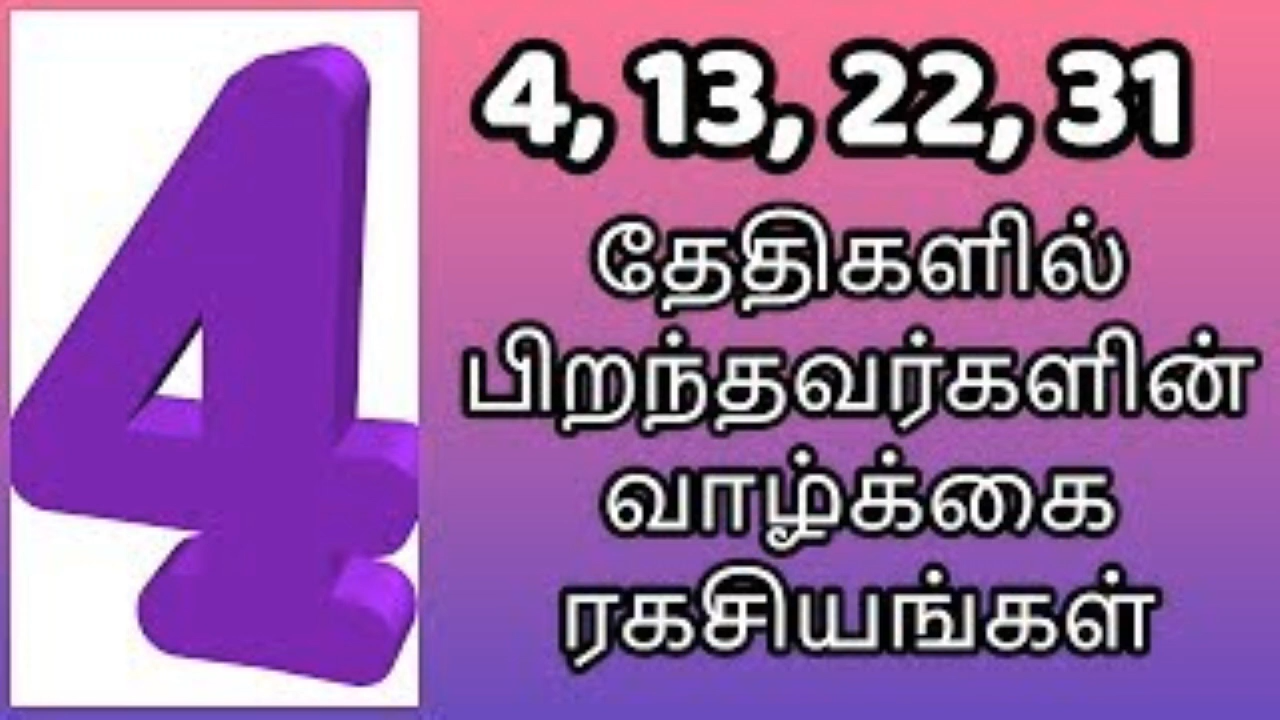 4
4, 13, 22, 31
தேதிகளில்
பிறந்தவர்களின்
வாழ்க்கை
ரகசியங்கள்